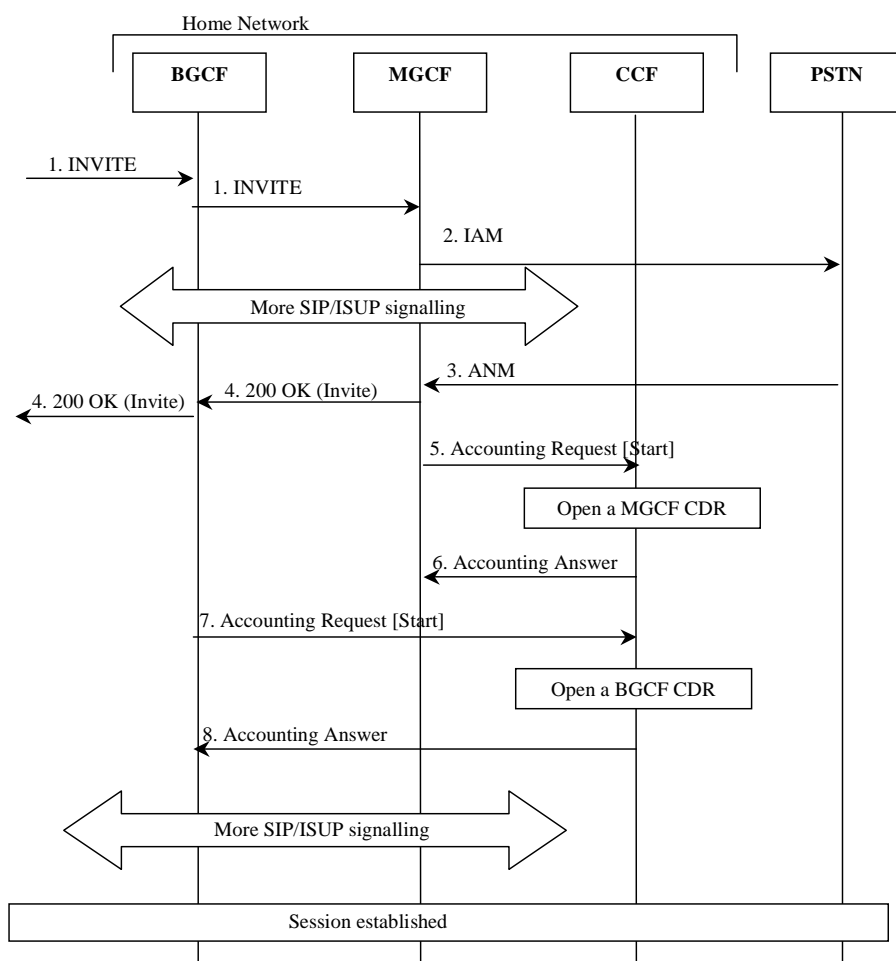 Home Network
BGCF
MGCF
CCF
PSTN
1. INVITE
1. INVITE
2. IAM
More SIP/ISUP signalling
3. ANM
4. 200 OK (Invite)
4. 200 OK (Invite)
5. Accounting Request [Start]
Open a MGCF CDR
6. Accounting Answer
7. Accounting Request [Start]
Open a BGCF CDR
8. Accounting Answer
More SIP/ISUP signalling
Session established